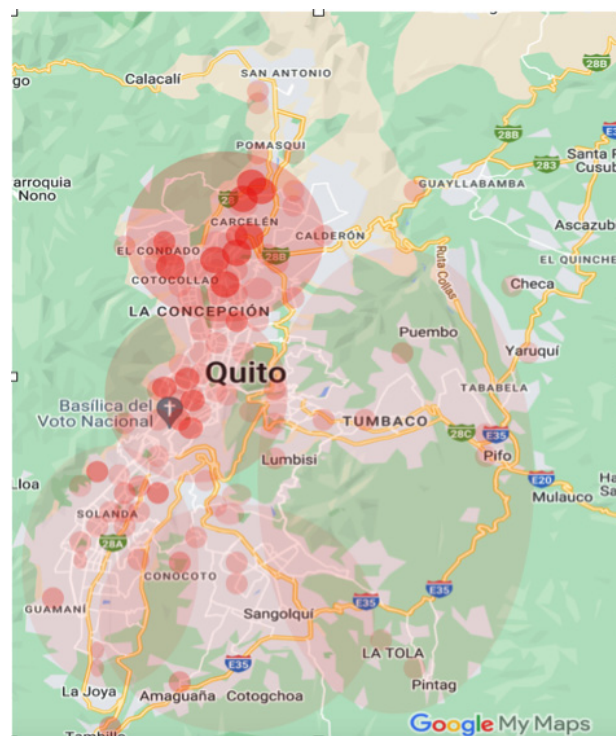 Calacalí
SAN ANTONIO
28B
POMASQUI
28B
Santa
283
arroquia
Nono
GUAYLLABAMBA
Cusub
CARCELÉN
CALDERÓN
Ascazub
EL CONDADO
28B
EL QUINCHE
COTOCOLLAO
Ruta Collas
Checa
LA CONCEPCIÓN
Puembo
Yaruquí
Quito
TABABELA
Basílica del
Voto Nacional
TUMBACO
28C
E35
Lumbisi
Pifo
E20
Lloa
Mulauco
SOLANDA
28A
CONOCOTO
E35
GUAMANÍ
Sangolquí
E35
LA TOLA
E35
La Joya
Amaguaña
Cotogchoa
Pintag
Tambillo
Google My Maps